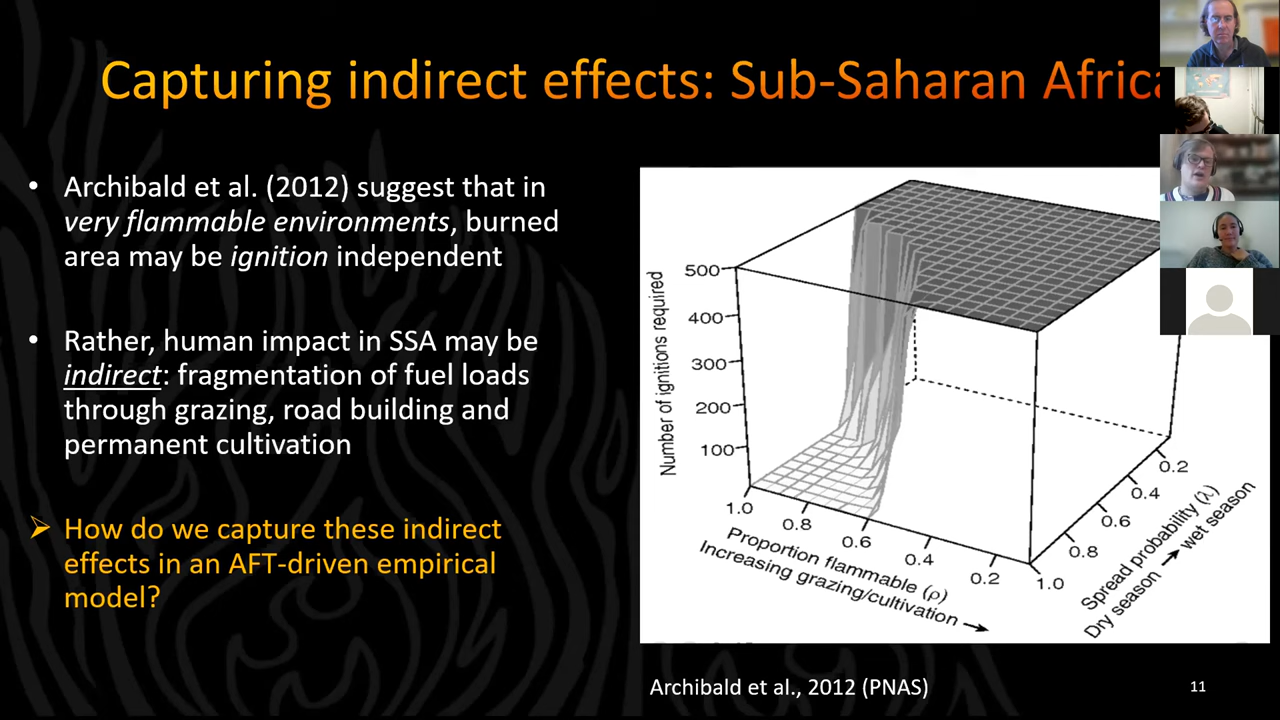 Capturing indirect effects: Sub-Saharan Africa
• Archibald et al. (2012) suggest that in
very flammable environments, burned
area may be ignition independent
• Rather, human impact in SSA may be
indirect: fragmentation of fuel loads
through grazing, road building and
permanent cultivation
➢ How do we capture these indirect
effects in an AFT-driven empirical
model?
Number of ignitions required
500
400
300
200
100
1.0
0.8
0.6
0.4
0.2
Proportion flammable (ρ)
Increasing grazing/cultivation →
1.0
0.8
0.6
0.4
0.2
Spread probability (λ)
Dry season → wet season
Archibald et al., 2012 (PNAS)
11